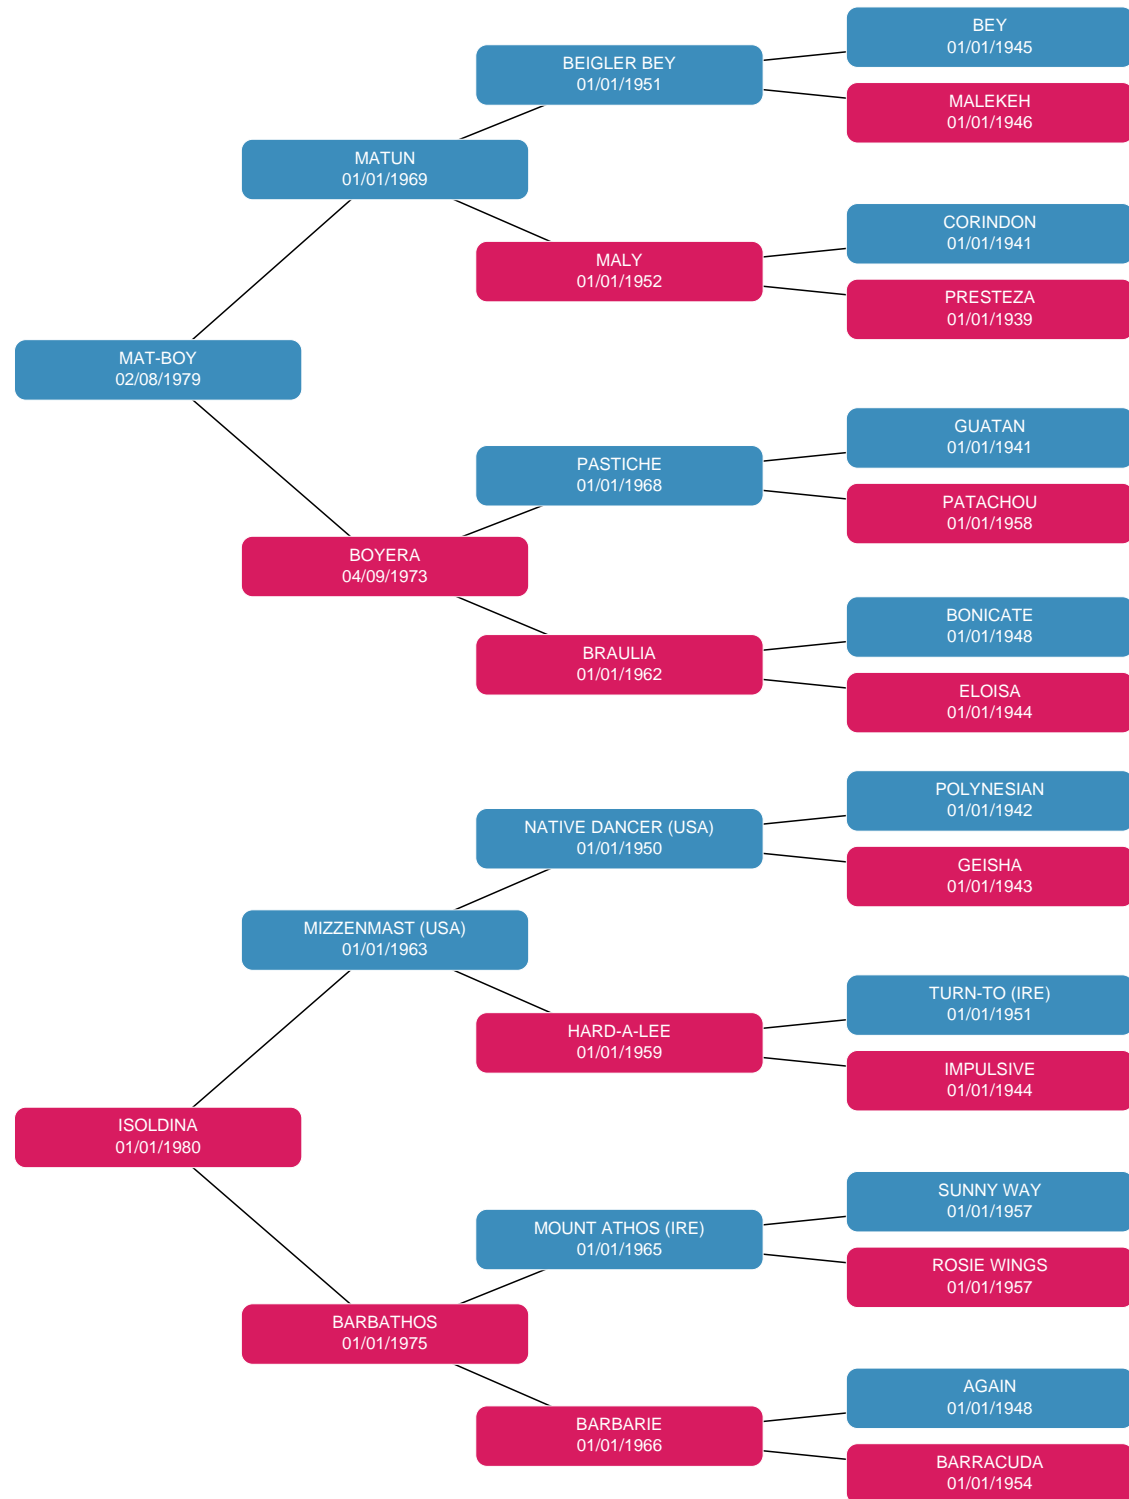 BEY
01/01/1945
BEIGLER BEY
01/01/1951
MALEKEH
01/01/1946
MATUN
01/01/1969
CORINDON
01/01/1941
MALY
01/01/1952
PRESTEZA
01/01/1939
MAT-BOY
02/08/1979
GUATAN
01/01/1941
PASTICHE
01/01/1968
PATACHOU
01/01/1958
BOYERA
04/09/1973
BONICATE
01/01/1948
BRAULIA
01/01/1962
ELOISA
01/01/1944
POLYNESIAN
01/01/1942
NATIVE DANCER (USA)
01/01/1950
GEISHA
01/01/1943
MIZZENMAST (USA)
01/01/1963
TURN-TO (IRE)
01/01/1951
HARD-A-LEE
01/01/1959
IMPULSIVE
01/01/1944
ISOLDINA
01/01/1980
SUNNY WAY
01/01/1957
MOUNT ATHOS (IRE)
01/01/1965
ROSIE WINGS
01/01/1957
BARBATHOS
01/01/1975
AGAIN
01/01/1948
BARBARIE
01/01/1966
BARRACUDA
01/01/1954